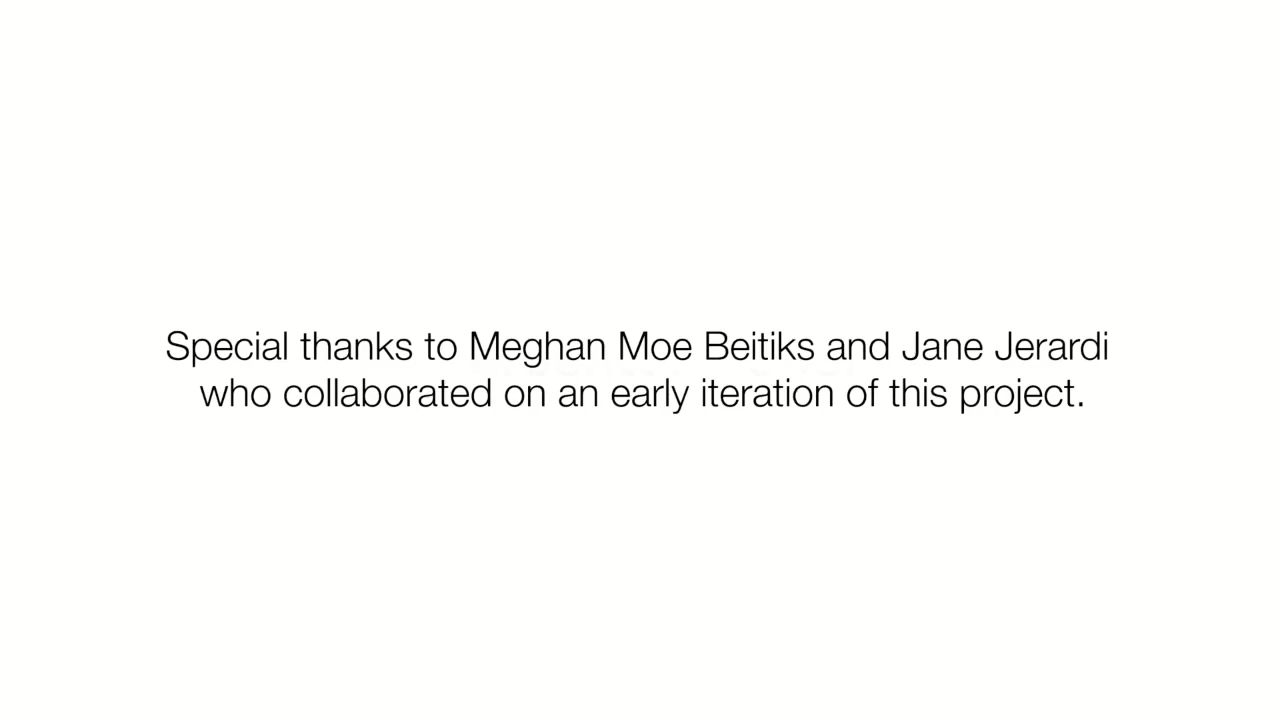 Special thanks to Meghan Moe Beitiks and Jane Jerardi
who collaborated on an early iteration of this project.